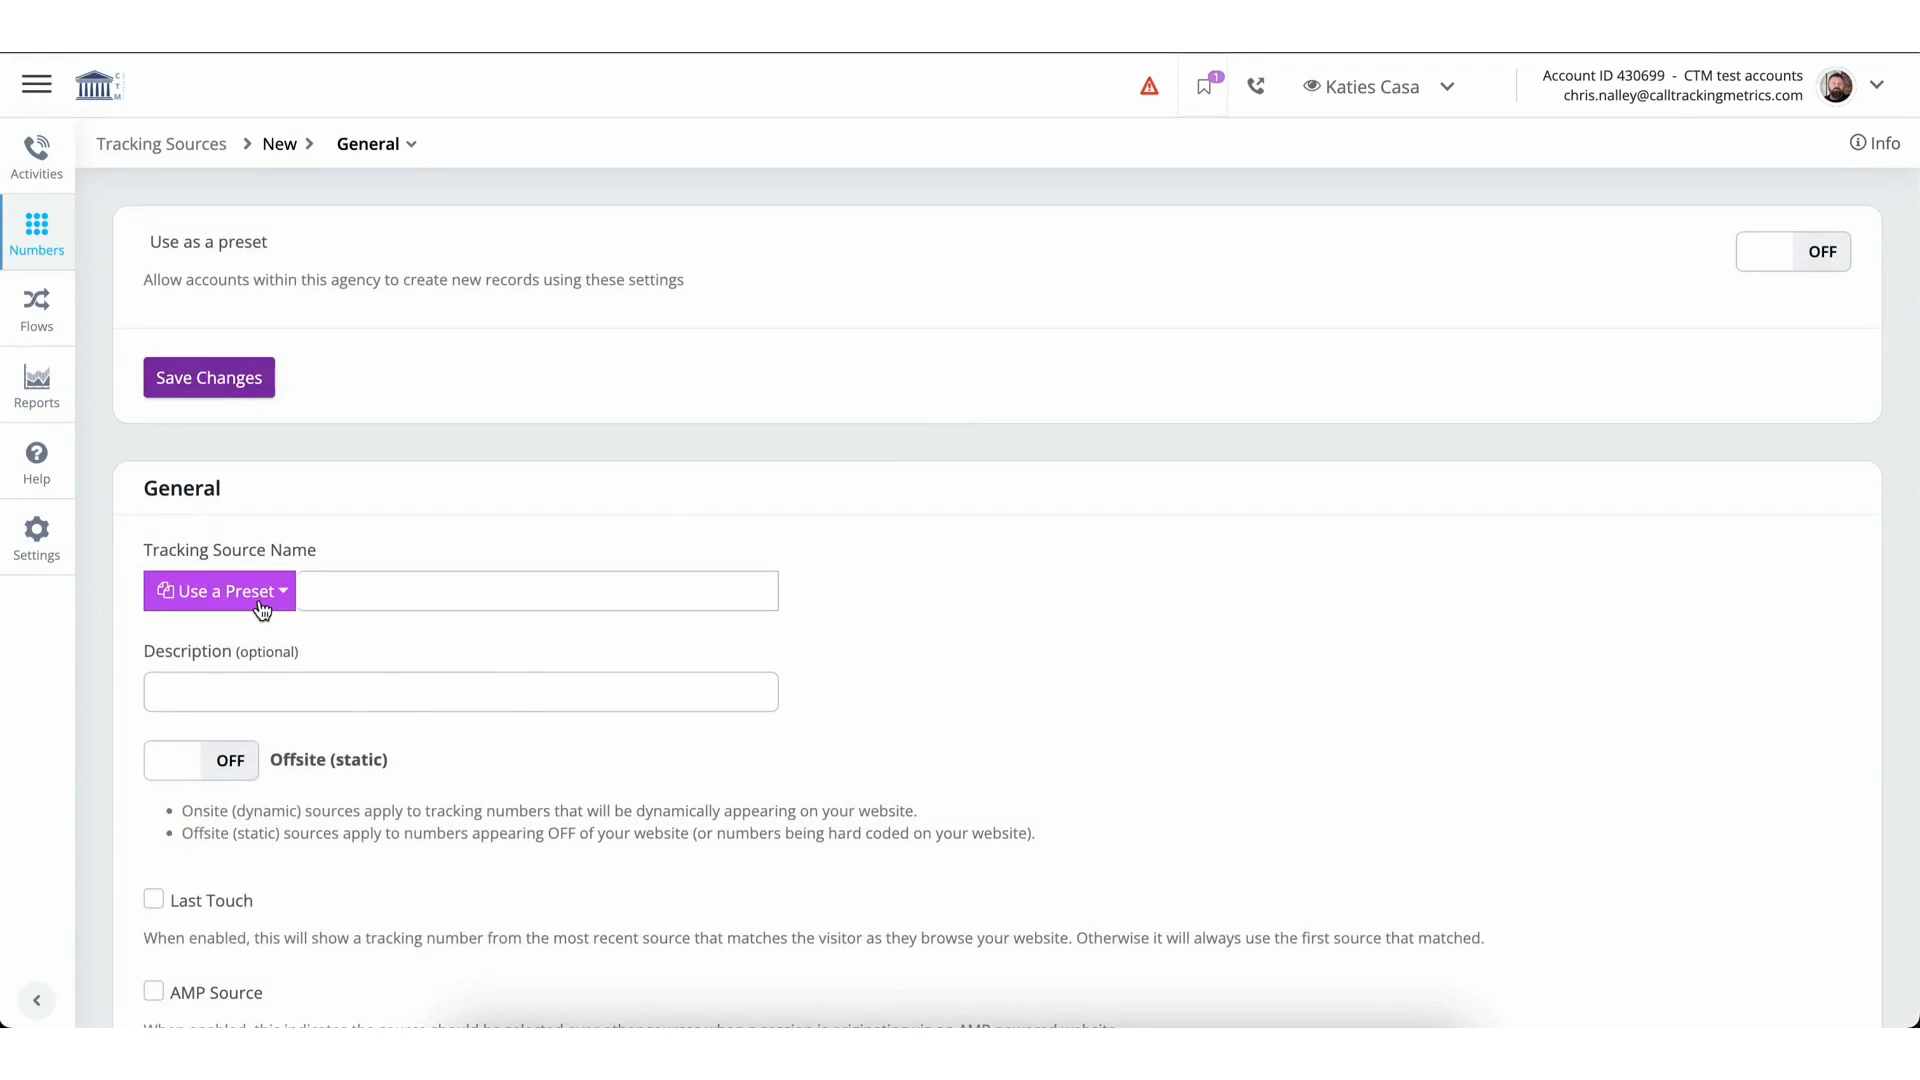 C
T
M
1
Katies Casa
Account ID 430699 - CTM test accounts
chris.nalley@calltrackingmetrics.com
Tracking Sources > New > General
Info
Activities
Numbers
Flows
Reports
Help
Settings
Use as a preset
OFF
Allow accounts within this agency to create new records using these settings
Save Changes
General
Tracking Source Name
Use a Preset
Description (optional)
OFF Offsite (static)
• Onsite (dynamic) sources apply to tracking numbers that will be dynamically appearing on your website.
• Offsite (static) sources apply to numbers appearing OFF of your website (or numbers being hard coded on your website).
Last Touch
When enabled, this will show a tracking number from the most recent source that matches the visitor as they browse your website. Otherwise it will always use the first source that matched.
AMP Source